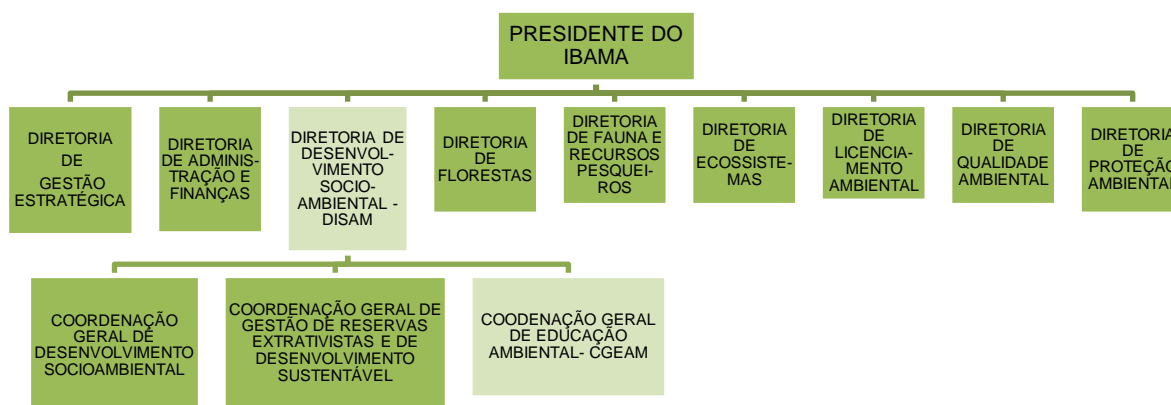 PRESIDENTE DO
IBAMA
DIRETORIA
DE
GESTÃO
ESTRATÉGICA
DIRETORIA
DE ADMINIS-
TRAÇÃO E
FINANÇAS
DIRETORIA DE
DESENVOL-
VIMENTO
SOCIO-
AMBIENTAL -
DISAM
DIRETORIA
DE
FLORESTAS
DIRETORIA
DE FAUNA E
RECURSOS
PESQUEI-
ROS
DIRETORIA
DE
ECOSSISTE-
MAS
DIRETORIA
DE
LICENCIA-
MENTO
AMBIENTAL
DIRETORIA
DE
QUALIDADE
AMBIENTAL
DIRETORIA
DE
PROTEÇÃO
AMBIENTAL
COORDENAÇÃO
GERAL DE
DESENVOLVIMENTO
SOCIOAMBIENTAL
COORDENAÇÃO GERAL DE
GESTÃO DE RESERVAS
EXTRATIVISTAS E DE
DESENVOLVIMENTO
SUSTENTÁVEL
COODENAÇÃO GERAL
DE EDUCAÇÃO
AMBIENTAL- CGEAM